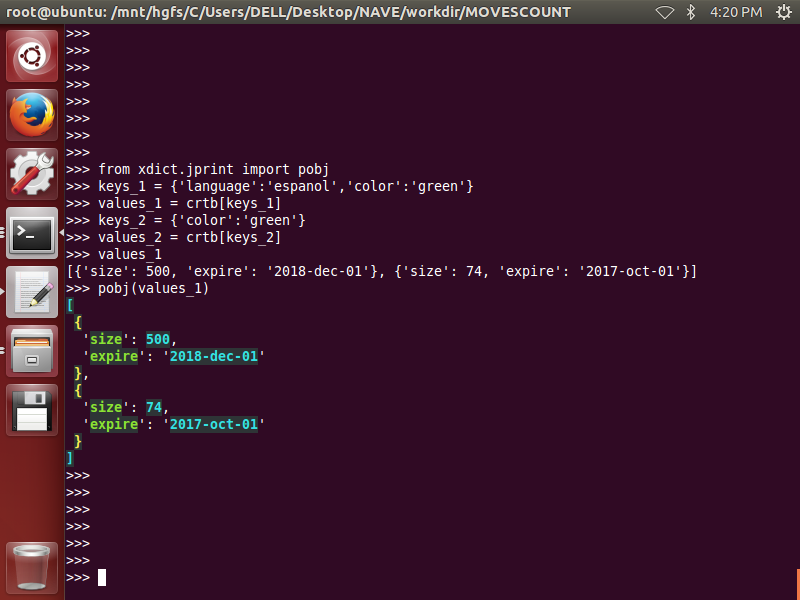 root@ubuntu: /mnt/hgfs/C/Users/DELL/Desktop/NAVE/workdir/MOVESCOUNT 4:20 PM
>>>
>>>
>>>
>>>
>>>
>>>
>>>
>>>
>>> from xdict.jprint import pobj
>>> keys_1 = {'language':'espanol','color':'green'}
>>> values_1 = crtb[keys_1]
>>> keys_2 = {'color':'green'}
>>> values_2 = crtb[keys_2]
>>> values_1
[{'size': 500, 'expire': '2018-dec-01'}, {'size': 74, 'expire': '2017-oct-01'}]
>>> pobj(values_1)
[
 {
  'size': 500,
  'expire': '2018-dec-01'
 },
 {
  'size': 74,
  'expire': '2017-oct-01'
 }
]
>>>
>>>
>>>
>>>
>>>
>>>
>>>